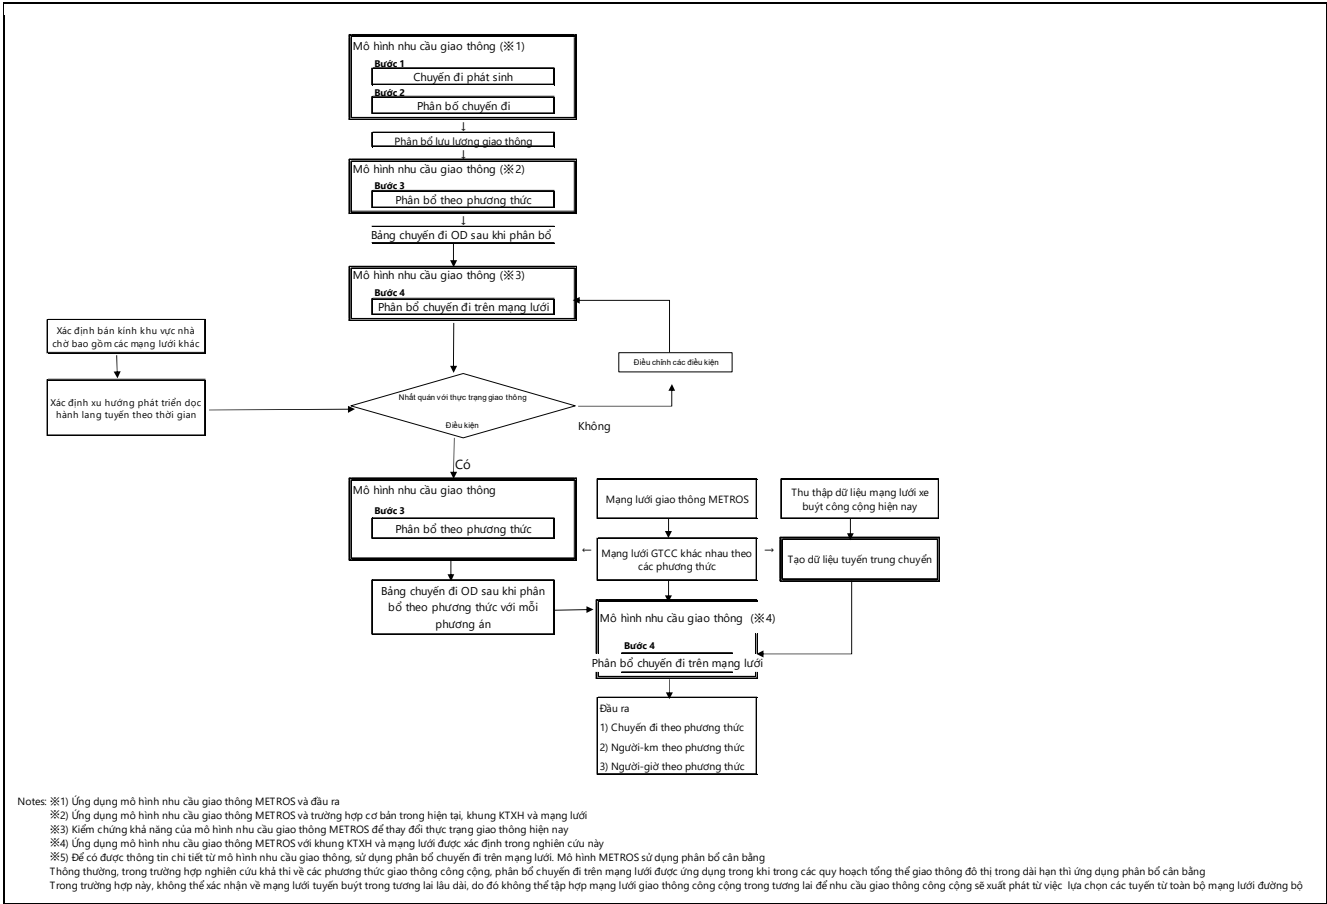 Mô hình nhu cầu giao thông (※1)
Bước 1
Chuyến đi phát sinh
Bước 2
Phân bố chuyến đi
↓
Phân bổ lưu lượng giao thông
↓
Mô hình nhu cầu giao thông (※2)
Bước 3
Phân bổ theo phương thức
↓
Bảng chuyến đi OD sau khi phân bổ
Mô hình nhu cầu giao thông (※3)
Bước 4
Phân bổ chuyến đi trên mạng lưới
Xác định bán kính khu vực nhà
chờ bao gồm các mạng lưới khác
Điều chỉnh các điều kiện
Xác định xu hướng phát triển dọc
hành lang tuyến theo thời gian
Nhất quán với thực trạng giao thông
Điều kiện
Không
Có
Mô hình nhu cầu giao thông
Bước 3
Phân bổ theo phương thức
Mạng lưới giao thông METROS
Thu thập dữ liệu mạng lưới xe
buýt công cộng hiện nay
←
Mạng lưới GTCC khác nhau theo
các phương thức
→
Tạo dữ liệu tuyến trung chuyển
Bảng chuyến đi OD sau khi phân
bổ theo phương thức với mỗi
phương án
Mô hình nhu cầu giao thông (※4)
Bước 4
Phân bổ chuyến đi trên mạng lưới
Đầu ra
1) Chuyến đi theo phương thức
2) Người-km theo phương thức
3) Người-giờ theo phương thức
Notes: ※1) Ứng dụng mô hình nhu cầu giao thông METROS và đầu ra
※2) Ứng dụng mô hình nhu cầu giao thông METROS và trường hợp cơ bản trong hiện tại, khung KTXH và mạng lưới
※3) Kiểm chứng khả năng của mô hình nhu cầu giao thông METROS để thay đổi thực trạng giao thông hiện nay
※4) Ứng dụng mô hình nhu cầu giao thông METROS với khung KTXH và mạng lưới được xác định trong nghiên cứu này
※5) Để có được thông tin chi tiết từ mô hình nhu cầu giao thông, sử dụng phân bổ chuyến đi trên mạng lưới. Mô hình METROS sử dụng phân bổ cân bằng
Thông thường, trong trường hợp nghiên cứu khả thi về các phương thức giao thông công cộng, phân bổ chuyến đi trên mạng lưới được ứng dụng trong khi trong các quy hoạch tổng thể giao thông đô thị trong dài hạn thì ứng dụng phân bổ cân bằng
Trong trường hợp này, không thể xác nhận về mạng lưới tuyến buýt trong tương lai lâu dài, do đó không thể tập hợp mạng lưới giao thông công cộng trong tương lai để nhu cầu giao thông công cộng sẽ xuất phát từ việc lựa chọn các tuyến từ toàn bộ mạng lưới đường bộ